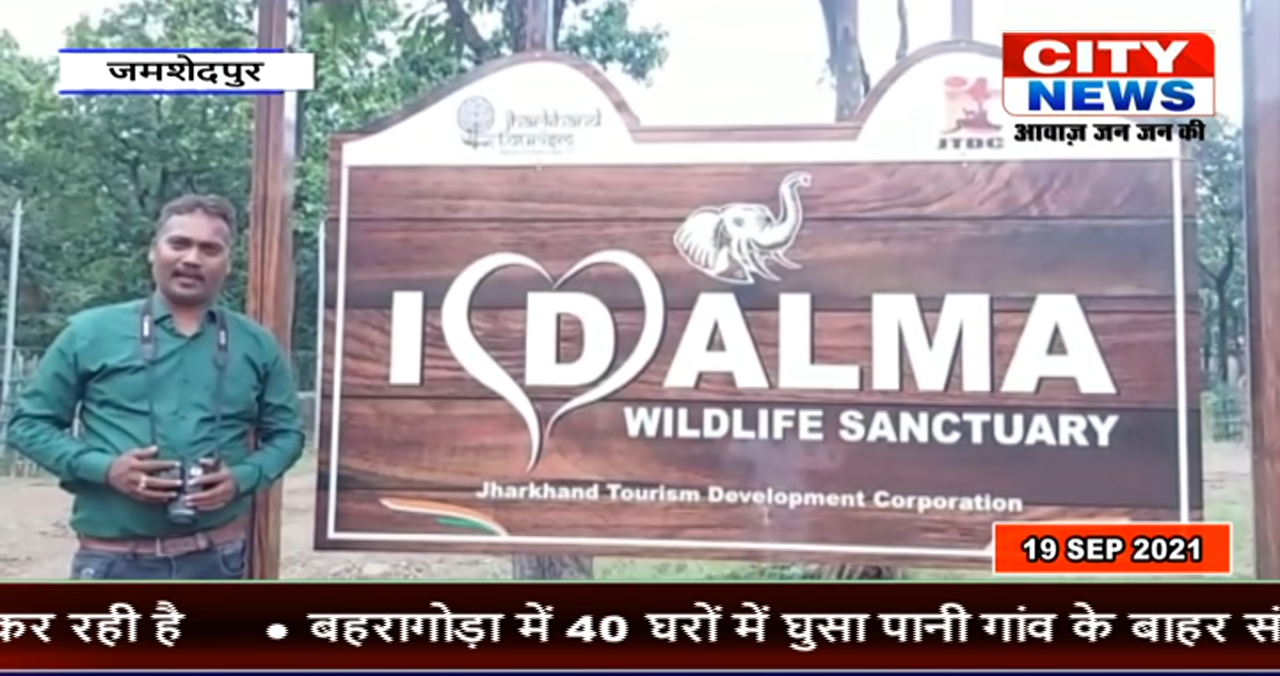 जमशेदपुर
CITY
NEWS
आवाज़ जन जन की
jharkhand
tourism
JTDC
I DALMA
WILDLIFE SANCTUARY
Jharkhand Tourism Development Corporation
19 SEP 2021
कर रही है • बहरागोड़ा में 40 घरों में घुसा पानी गांव के बाहर सं